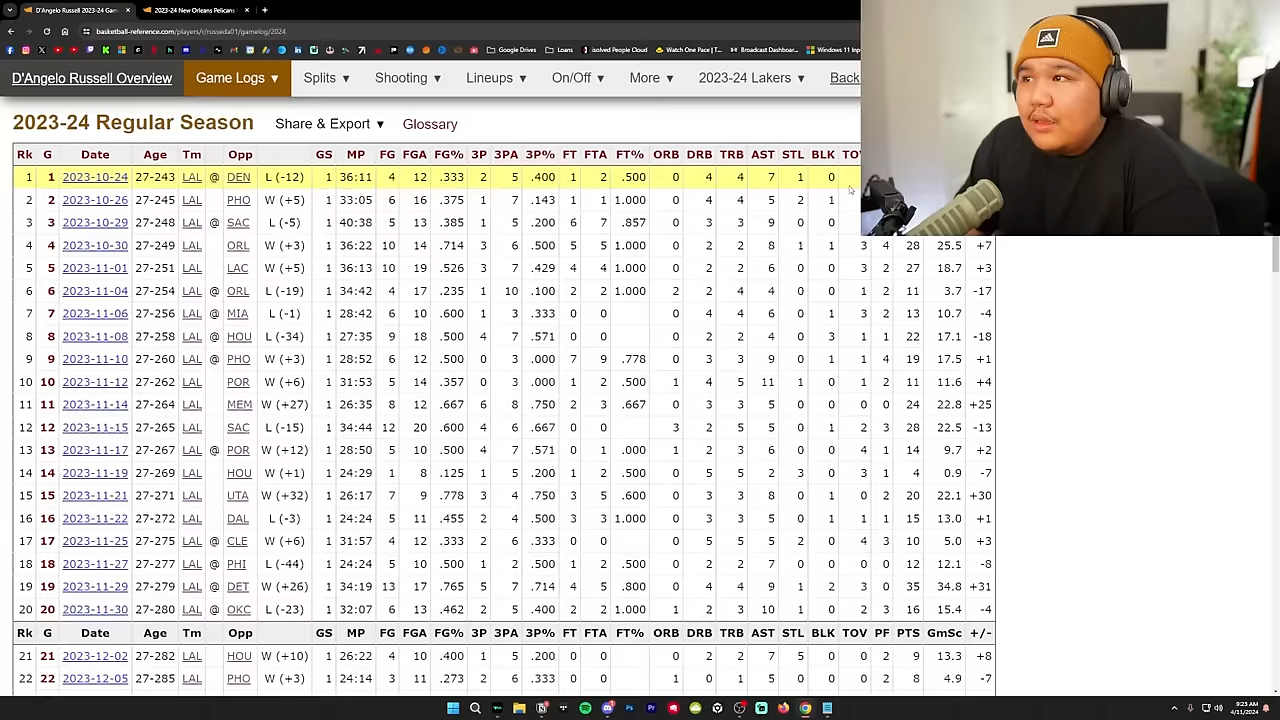 D'Angelo Russell 2023-24 Gam
2023-24 New Orleans Pelicans
basketball-reference.com/players/r/russeda01/gamelog/2024
Google Drives Loans isolved People Cloud Watch One Pace | T... Broadcast Dashboar... Windows 11 Inp
D'Angelo Russell Overview Game Logs ▼ Splits ▼ Shooting ▼ Lineups ▼ On/Off ▼ More ▼ 2023-24 Lakers ▼ Back
2023-24 Regular Season Share & Export ▼ Glossary
Rk G Date Age Tm Opp GS MP FG FGA FG% 3P 3PA 3P% FT FTA FT% ORB DRB TRB AST STL BLK TOV
1 1 2023-10-24 27-243 LAL @ DEN L (-12) 1 36:11 4 12 .333 2 5 .400 1 2 .500 0 4 4 7 1 0
2 2 2023-10-26 27-245 LAL PHO W (+5) 1 33:05 6 16 .375 1 7 .143 1 1 1.000 0 4 4 5 2 1
3 3 2023-10-29 27-248 LAL @ SAC L (-5) 1 40:38 5 13 .385 1 5 .200 6 7 .857 0 3 3 9 0 0
4 4 2023-10-30 27-249 LAL ORL W (+3) 1 36:22 10 14 .714 3 6 .500 5 5 1.000 0 2 2 8 1 1 3 4 28 25.5 +7
5 5 2023-11-01 27-251 LAL LAC W (+5) 1 36:13 10 19 .526 3 7 .429 4 4 1.000 0 2 2 6 0 0 3 2 27 18.7 +3
6 6 2023-11-04 27-254 LAL @ ORL L (-19) 1 34:42 4 17 .235 1 10 .100 2 2 1.000 2 2 4 4 0 0 1 2 11 3.7 -17
7 7 2023-11-06 27-256 LAL @ MIA L (-1) 1 28:42 6 10 .600 1 3 .333 0 0 0 4 4 6 1 0 3 2 13 10.7 -4
8 8 2023-11-08 27-258 LAL @ HOU L (-34) 1 27:35 9 18 .500 4 7 .571 0 0 0 2 2 4 0 3 1 1 22 17.1 -18
9 9 2023-11-10 27-260 LAL @ PHO W (+3) 1 28:52 6 12 .500 0 3 .000 7 9 .778 0 3 3 9 0 1 1 4 19 17.5 +1
10 10 2023-11-12 27-262 LAL POR W (+6) 1 31:53 5 14 .357 0 3 .000 1 2 .500 1 4 5 11 1 0 1 2 11 11.6 +4
11 11 2023-11-14 27-264 LAL MEM W (+27) 1 26:35 8 12 .667 6 8 .750 2 3 .667 0 3 3 5 0 0 0 0 24 22.8 +25
12 12 2023-11-15 27-265 LAL SAC L (-15) 1 34:44 12 20 .600 4 6 .667 0 0 3 2 5 5 1 0 2 3 28 22.5 -13
13 13 2023-11-17 27-267 LAL @ POR W (+12) 1 28:50 5 10 .500 4 7 .571 0 1 .000 1 2 3 6 0 0 4 1 14 9.7 +2
14 14 2023-11-19 27-269 LAL HOU W (+1) 1 24:29 1 8 .125 1 5 .200 1 2 .500 0 5 5 2 3 0 3 1 4 0.9 -7
15 15 2023-11-21 27-271 LAL UTA W (+32) 1 26:17 7 9 .778 3 4 .750 3 5 .600 0 3 3 8 0 1 0 2 20 22.1 +30
16 16 2023-11-22 27-272 LAL DAL L (-3) 1 24:24 5 11 .455 2 4 .500 3 3 1.000 0 3 3 5 0 1 1 1 15 13.0 +1
17 17 2023-11-25 27-275 LAL @ CLE W (+6) 1 31:57 4 12 .333 2 6 .333 0 0 0 5 5 5 2 0 4 3 10 5.0 +3
18 18 2023-11-27 27-277 LAL @ PHI L (-44) 1 24:24 5 10 .500 1 2 .500 1 2 .500 0 2 2 7 0 0 0 0 12 12.1 -8
19 19 2023-11-29 27-279 LAL @ DET W (+26) 1 34:19 13 17 .765 5 7 .714 4 5 .800 0 4 4 9 1 2 3 0 35 34.8 +31
20 20 2023-11-30 27-280 LAL @ OKC L (-23) 1 32:07 6 13 .462 2 5 .400 2 2 1.000 1 2 3 10 1 0 2 3 16 15.4 -4
Rk G Date Age Tm Opp GS MP FG FGA FG% 3P 3PA 3P% FT FTA FT% ORB DRB TRB AST STL BLK TOV PF PTS GmSc +/-
21 21 2023-12-02 27-282 LAL HOU W (+10) 1 26:22 4 10 .400 1 5 .200 0 0 0 2 2 7 5 0 0 2 9 13.3 +8
22 22 2023-12-05 27-285 LAL PHO W (+3) 1 24:14 3 11 .273 2 6 .333 0 0 1 0 1 5 0 0 0 2 8 4.9 -7
9:23 AM
4/11/2024